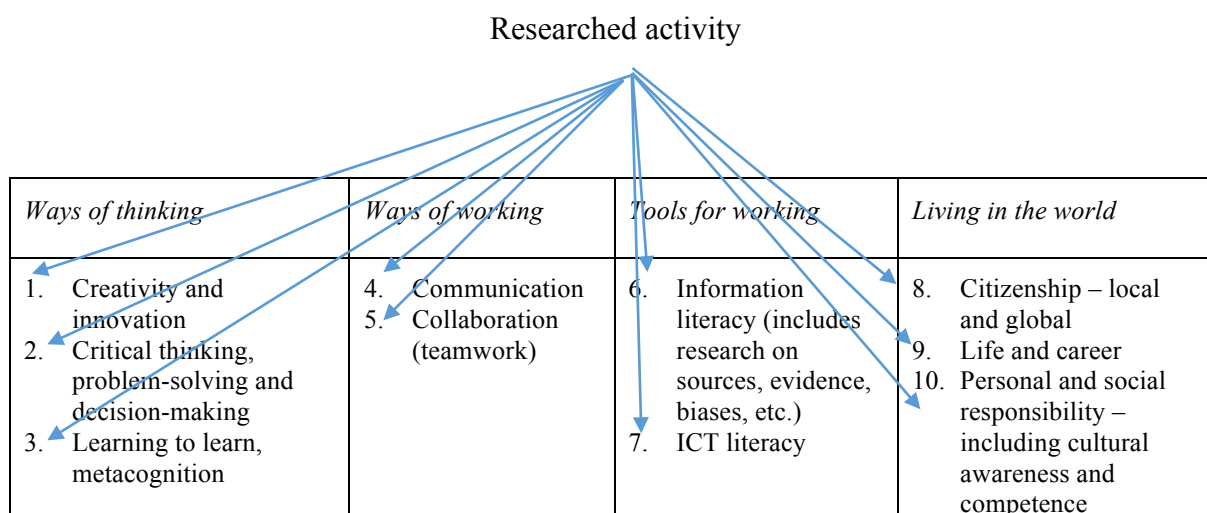 Researched activity
Ways of thinking
Ways of working
Tools for working
Living in the world
1. Creativity and
innovation
2. Critical thinking,
problem-solving and
decision-making
3. Learning to learn,
metacognition
4. Communication
5. Collaboration
(teamwork)
6. Information
literacy (includes
research on
sources, evidence,
biases, etc.)
7. ICT literacy
8. Citizenship – local
and global
9. Life and career
10. Personal and social
responsibility –
including cultural
awareness and
competence